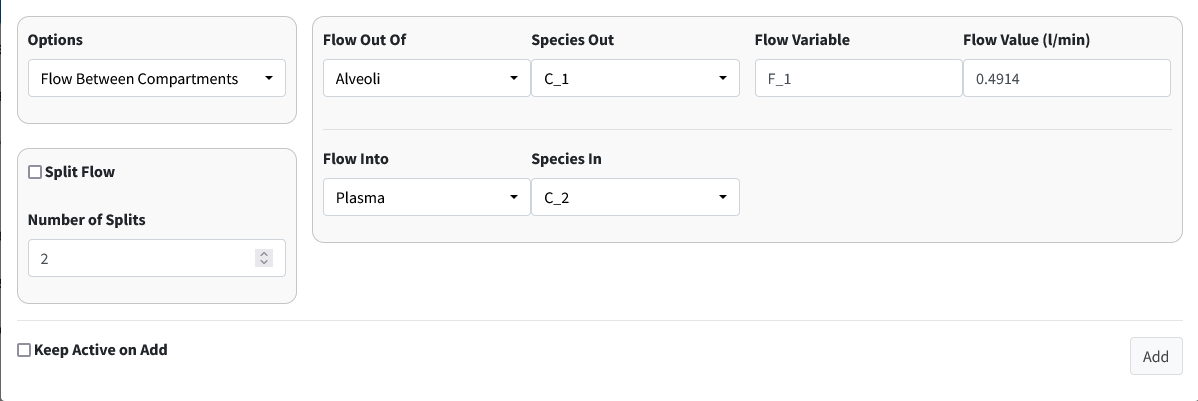 Options
Flow Between Compartments
Split Flow
Number of Splits
2
Flow Out Of Species Out Flow Variable Flow Value (l/min)
Alveoli C_1 F_1 0.4914
Flow Into Species In
Plasma C_2
Keep Active on Add
Add